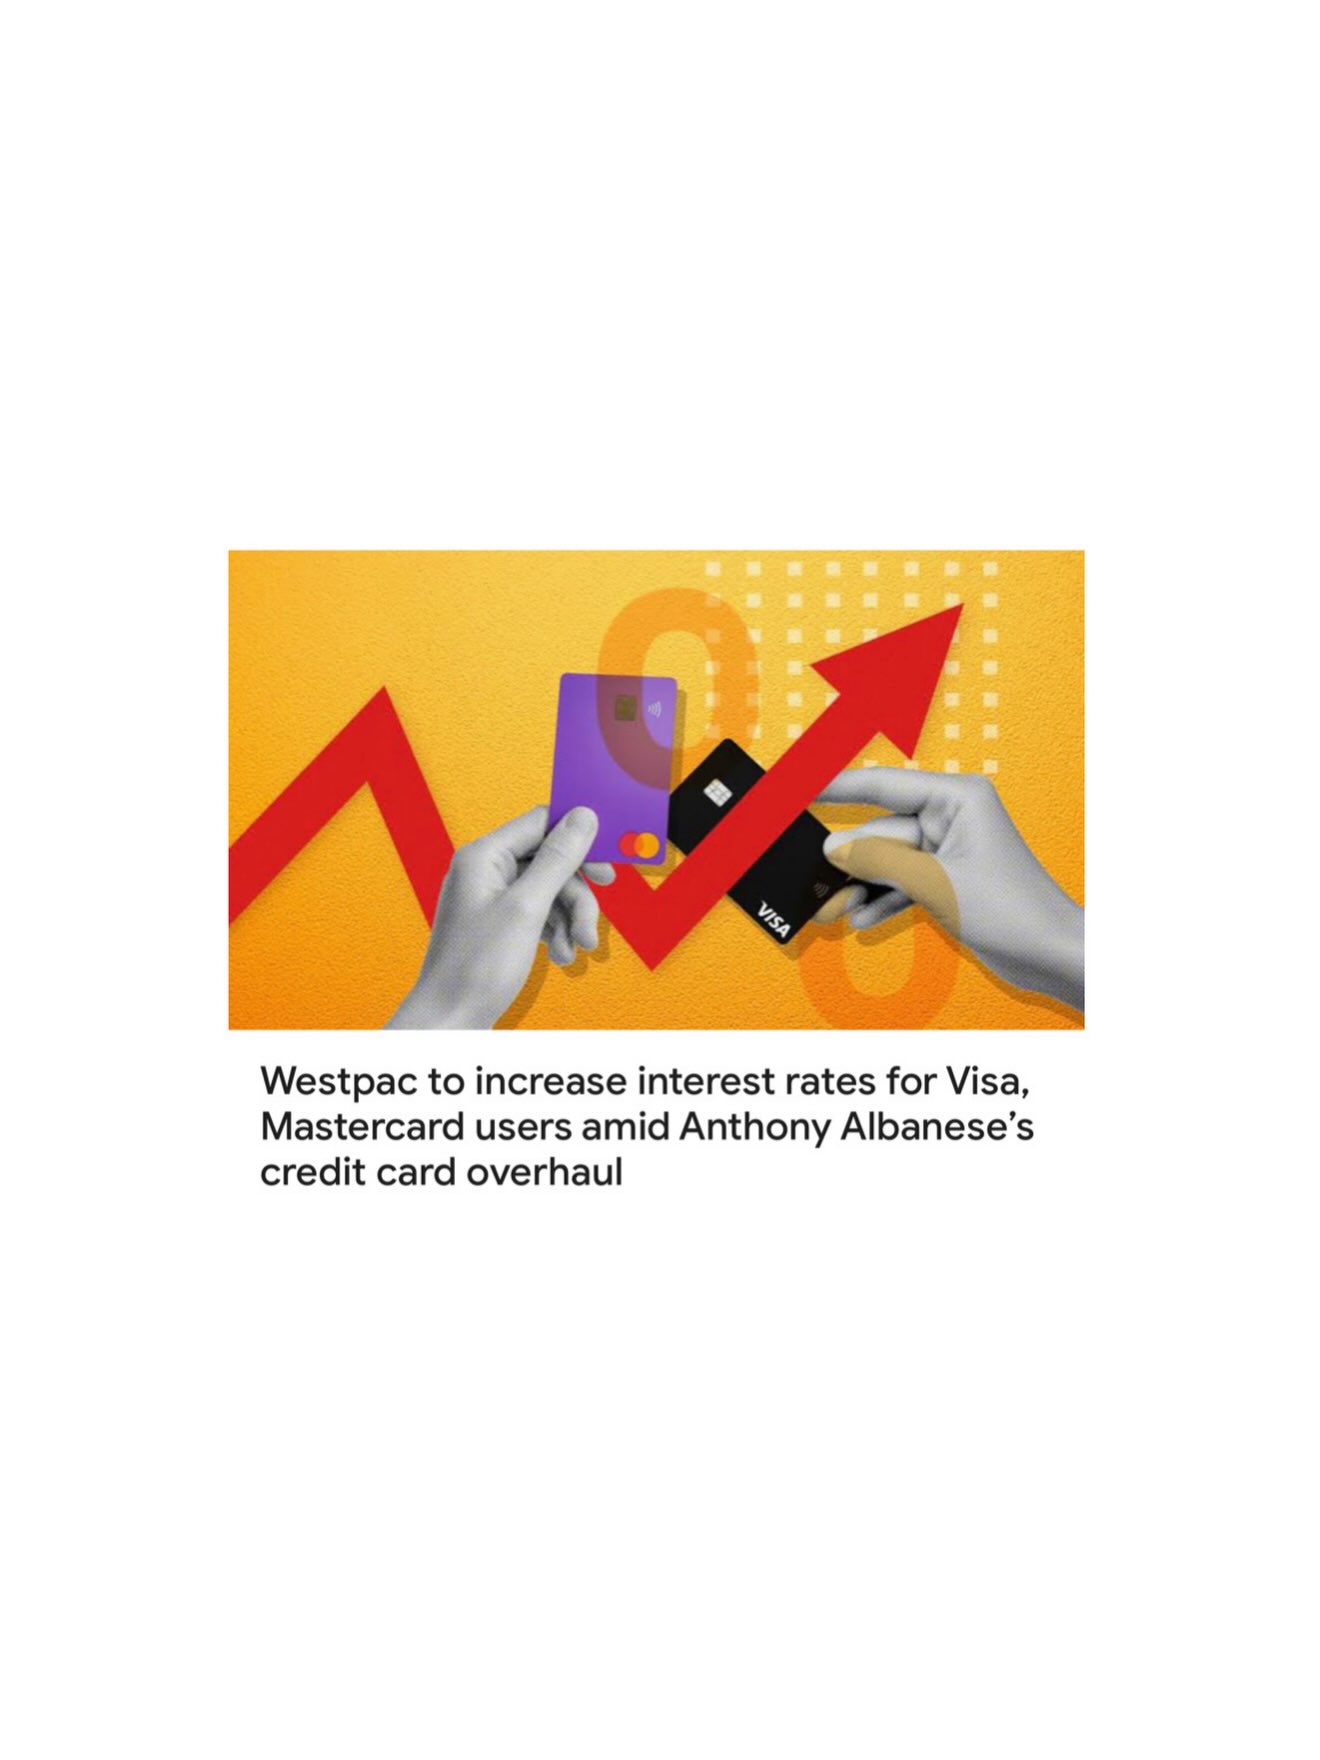 VISA
Westpac to increase interest rates for Visa,
Mastercard users amid Anthony Albanese’s
credit card overhaul